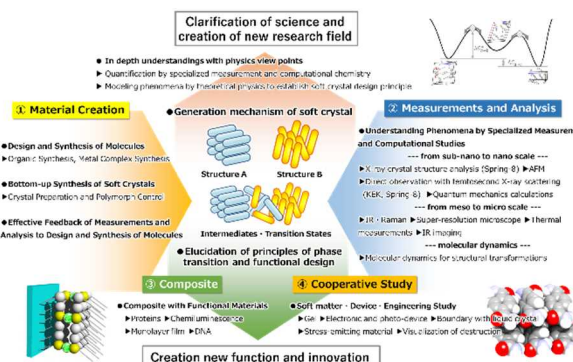 Clarification of science and
creation of new research field
● In depth understandings with physics view points
▶ Quantification by specialized measurement and computational chemistry
▶ Modeling phenomena by theoretical physics to establish soft crystal design principle
① Material Creation
② Measurements and Analysis
●Generation mechanism of soft crystal
●Design and Synthesis of Molecules
▶Organic Synthesis, Metal Complex Synthesis
●Bottom-up Synthesis of Soft Crystals
▶Crystal Preparation and Polymorph Control
●Effective Feedback of Measurements and
Analysis to Design and Synthesis of Molecules
Structure A
Structure B
Intermediates・Transition States
●Elucidation of principles of phase
transition and functional design
●Understanding Phenomena by Specialized Measuren
and Computational Studies
--- from sub-nano to nano scale ---
▶X-ray crystal structure analysis (Spring-8) ▶AFM
▶Direct observation with femtosecond X-ray scattering
(KEK, Spring-8) ▶Quantum mechanics calculations
--- from meso to micro scale ---
▶IR・Raman ▶Super-resolution microscope ▶Thermal
measurements ▶IR imaging
--- molecular dynamics ---
▶Molecular dynamics for structural transformations
③ Composite
④ Cooperative Study
●Composite with Functional Materials
▶Proteins ▶Chemiluminescence
▶Monolayer film ▶DNA
●Soft matter・Device・Engineering Study
▶Gel ▶Electronic and photo-device ▶Boundary with liquid crystal
▶Stress-emitting material ▶Visualization of destruction
Creation new function and innovation